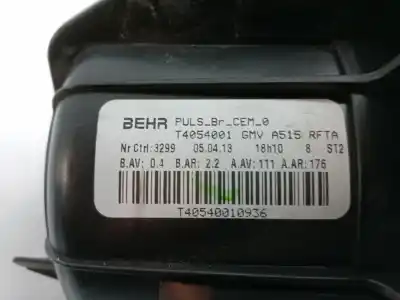 BEHR PULS_Br_CEM_0
T4054001 GMV A515 RFTA
Nr Ctrl:3299 05.04.13 18h10 8 ST2
B.AV: 0.4 B.AR: 2.2 A.AV: 111 A.AR: 176
T40540010936